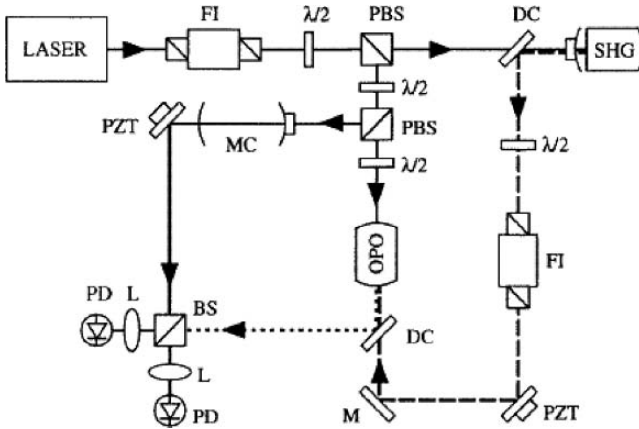 LASER
FI
λ/2
PBS
DC
SHG
λ/2
PZT
MC
PBS
λ/2
λ/2
OPO
FI
PD
L
BS
DC
L
PD
M
PZT